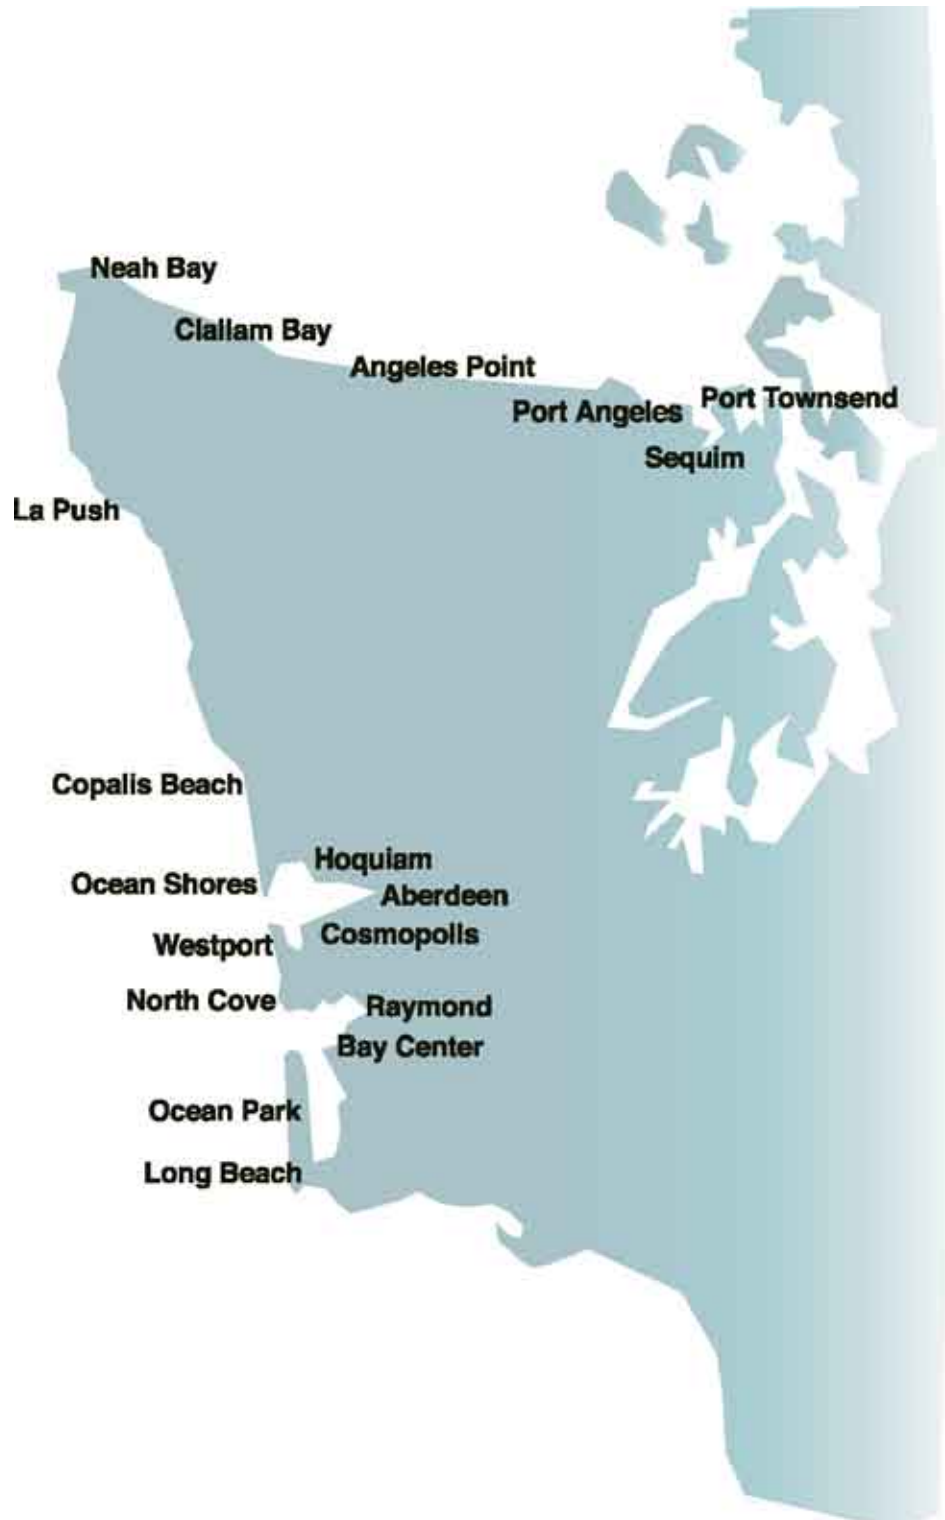 Neah Bay
Clallam Bay
Angeles Point
Port Angeles
Port Townsend
Sequim
La Push
Copalis Beach
Hoquiam
Ocean Shores
Aberdeen
Cosmopolis
Westport
North Cove
Raymond
Bay Center
Ocean Park
Long Beach